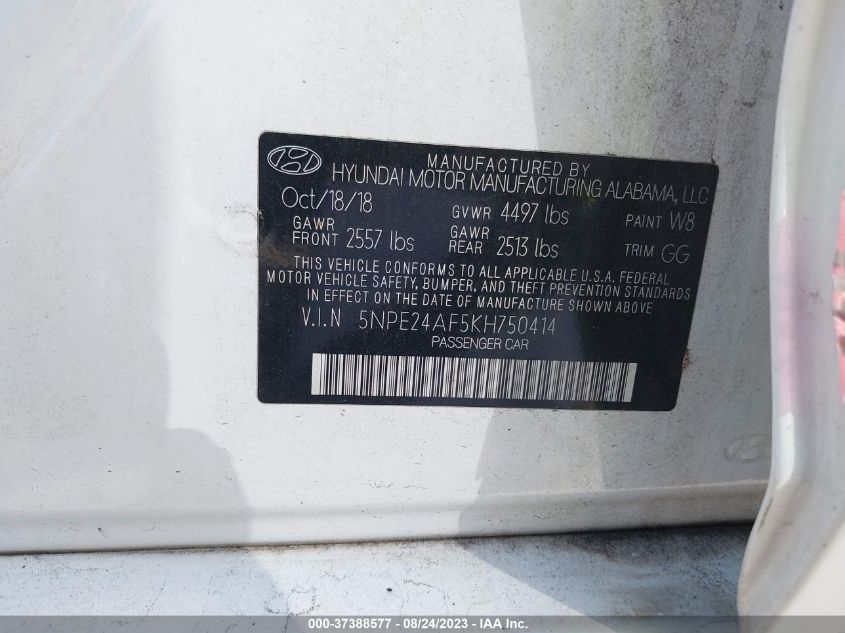 MANUFACTURED BY
HYUNDAI MOTOR MANUFACTURING ALABAMA, LLC
Oct/18/18 GVWR 4497 lbs PAINT W8
GAWR FRONT 2557 lbs GAWR REAR 2513 lbs TRIM GG
THIS VEHICLE CONFORMS TO ALL APPLICABLE U.S.A. FEDERAL
MOTOR VEHICLE SAFETY, BUMPER, AND THEFT PREVENTION STANDARDS
IN EFFECT ON THE DATE OF MANUFACTURE SHOWN ABOVE
V.I.N 5NPE24AF5KH750414
PASSENGER CAR
000-37388577 - 08/24/2023 - IAA Inc.